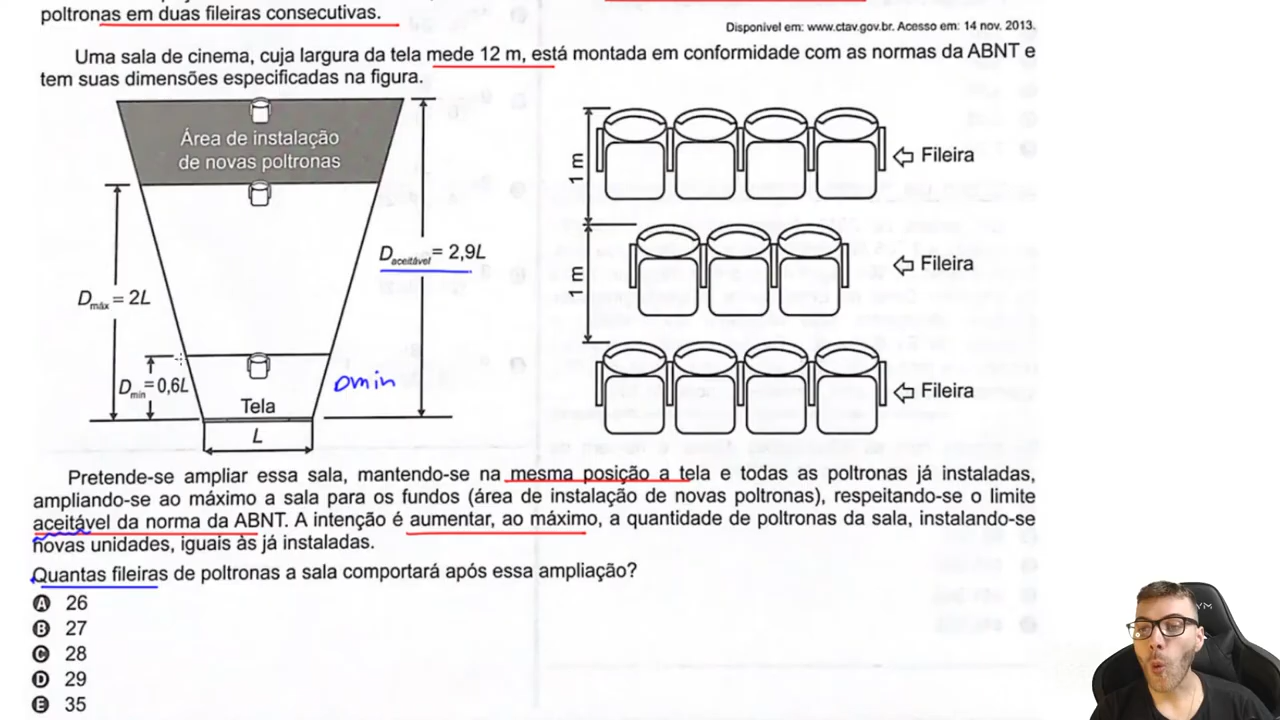 poltronas em duas fileiras consecutivas.
Disponível em: www.ctav.gov.br. Acesso em: 14 nov. 2013.
Uma sala de cinema, cuja largura da tela mede 12 m, está montada em conformidade com as normas da ABNT e
tem suas dimensões especificadas na figura.
Área de instalação
de novas poltronas
D aceitável = 2,9L
D máx = 2L
D mín = 0,6L
Dmin
Tela
L
1 m
Fileira
1 m
Fileira
Fileira
Pretende-se ampliar essa sala, mantendo-se na mesma posição a tela e todas as poltronas já instaladas,
ampliando-se ao máximo a sala para os fundos (área de instalação de novas poltronas), respeitando-se o limite
aceitável da norma da ABNT. A intenção é aumentar, ao máximo, a quantidade de poltronas da sala, instalando-se
novas unidades, iguais às já instaladas.
Quantas fileiras de poltronas a sala comportará após essa ampliação?
A 26
B 27
C 28
D 29
E 35